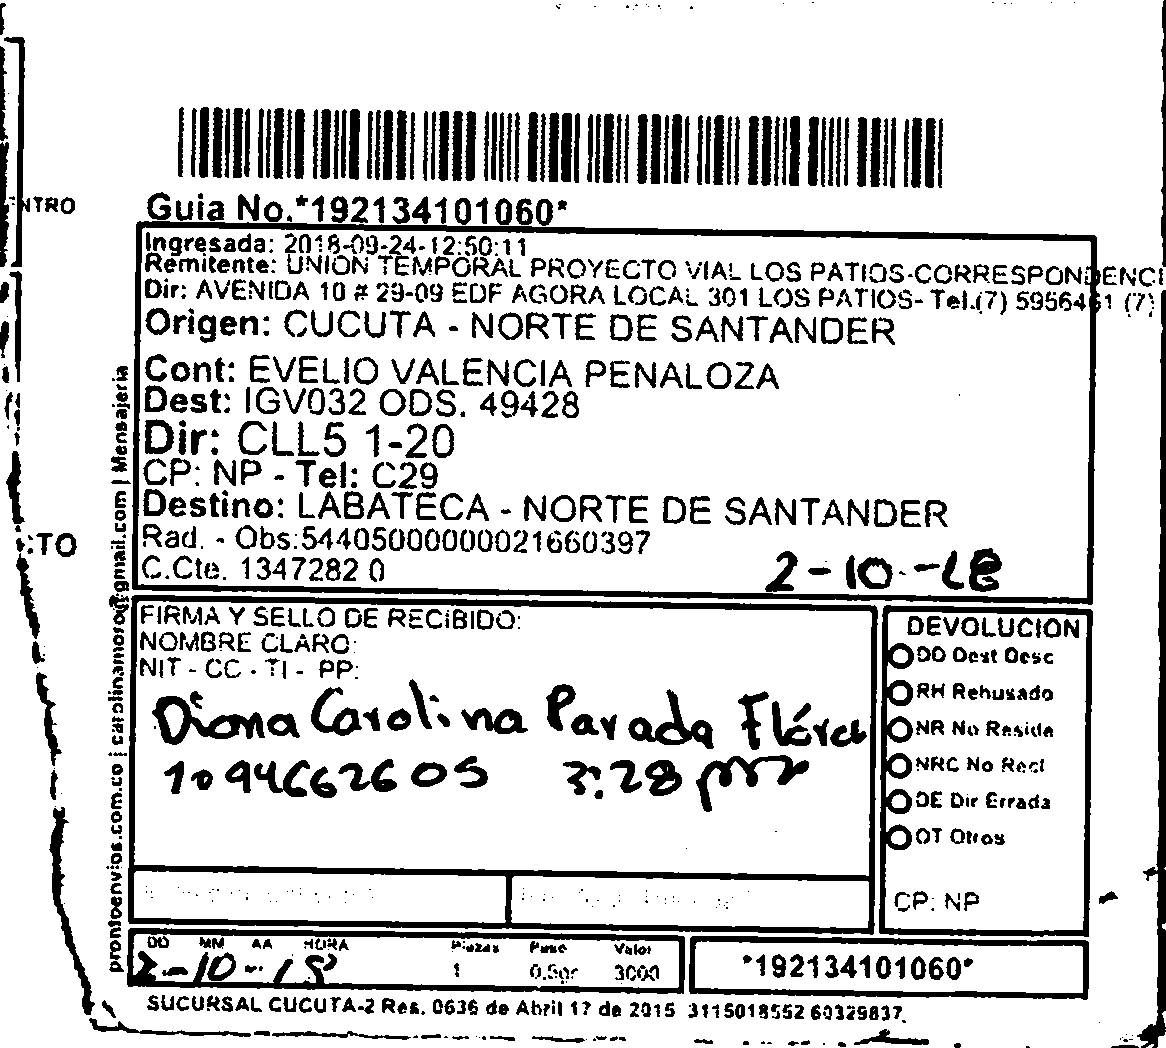 NTRO
Guia No.*192134101060*
Ingresada: 2018-09-24-12:50:11
Remitente: UNION TEMPORAL PROYECTO VIAL LOS PATIOS-CORRESPONDENCI
Dir: AVENIDA 10 # 29-09 EDF AGORA LOCAL 301 LOS PATIOS- Tel.(7) 5956461 (7)
Origen: CUCUTA - NORTE DE SANTANDER
Cont: EVELIO VALENCIA PENALOZA
Dest: IGV032 ODS. 49428
Dir: CLL5 1-20
CP: NP - Tel: C29
Destino: LABATECA - NORTE DE SANTANDER
CTO
Rad. - Obs:54405000000021660397
C.Cte. 1347282 0
2-10-18
prontoenvios.com.co | carolinamoro@gmail.com | Mensajeria
FIRMA Y SELLO DE RECIBIDO:
NOMBRE CLARO:
NIT - CC - TI - PP:
Diana Carolina Parada Flórez
1094662605 3:28 pm
DEVOLUCION
DD Dest Desc
RH Rehusado
NR No Reside
NRC No Recl
DE Dir Errada
OT Otros
CP: NP
DD MM AA HORA
2-10-18
Piezas Peso Valor
1 0.5gr 3000
*192134101060*
SUCURSAL CUCUTA-2 Res. 0636 de Abril 17 de 2015 3115018552 60329837.